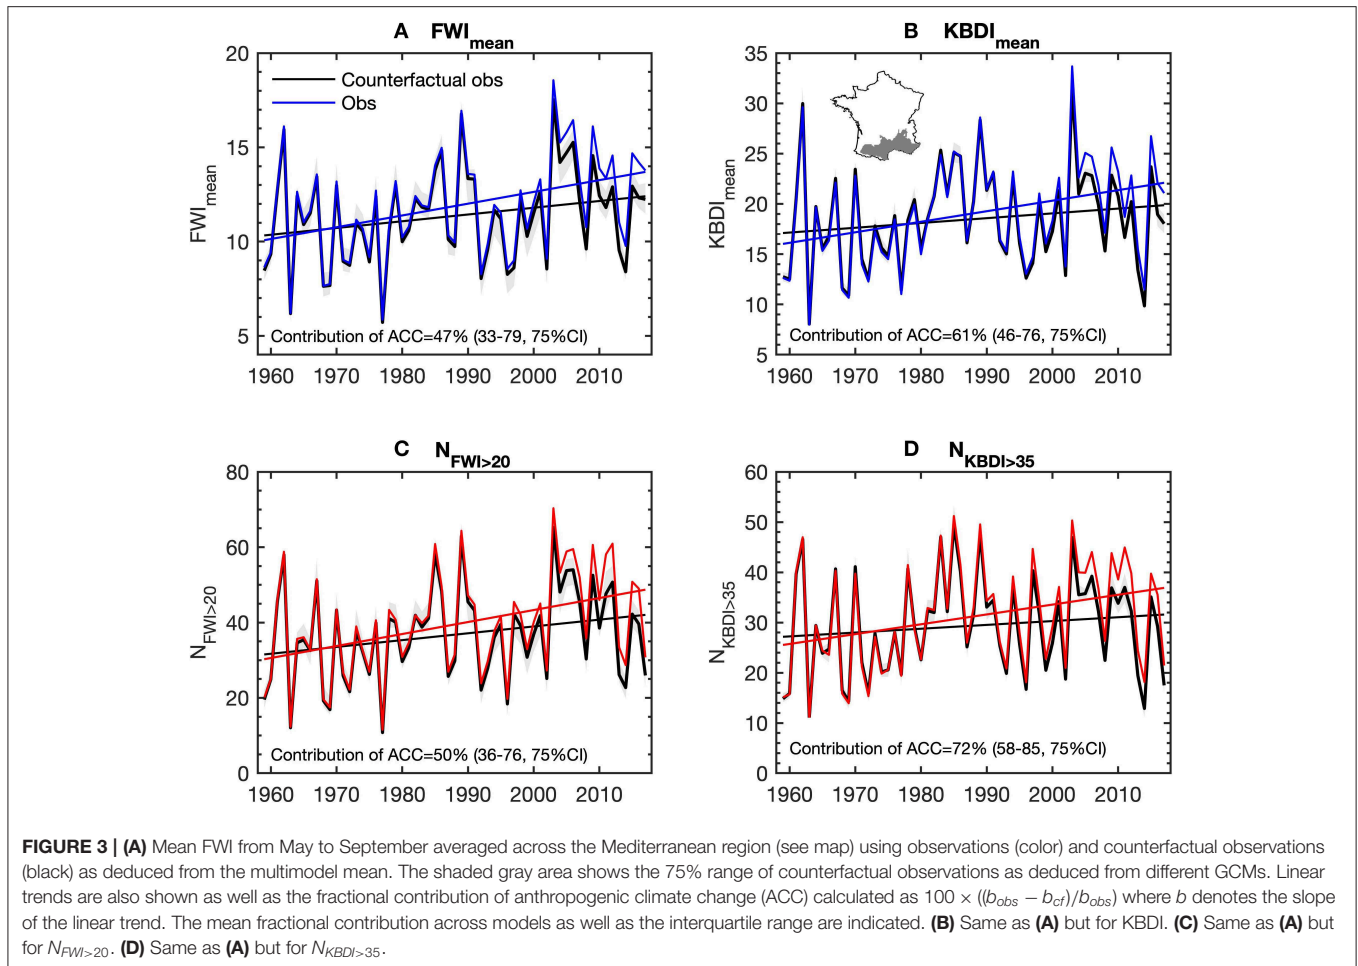 A FWImean
20
15
10
5
FWImean
Counterfactual obs
Obs
Contribution of ACC=47% (33-79, 75%CI)
1960 1970 1980 1990 2000 2010
B KBDImean
35
30
25
20
15
10
5
KBDImean
Contribution of ACC=61% (46-76, 75%CI)
1960 1970 1980 1990 2000 2010
C NFWI>20
80
60
40
20
0
NFWI>20
Contribution of ACC=50% (36-76, 75%CI)
1960 1970 1980 1990 2000 2010
D NKBDI>35
60
50
40
30
20
10
0
NKBDI>35
Contribution of ACC=72% (58-85, 75%CI)
1960 1970 1980 1990 2000 2010
FIGURE 3 | (A) Mean FWI from May to September averaged across the Mediterranean region (see map) using observations (color) and counterfactual observations
(black) as deduced from the multimodel mean. The shaded gray area shows the 75% range of counterfactual observations as deduced from different GCMs. Linear
trends are also shown as well as the fractional contribution of anthropogenic climate change (ACC) calculated as 100 × ((bobs − bcf)/bobs) where b denotes the slope
of the linear trend. The mean fractional contribution across models as well as the interquartile range are indicated. (B) Same as (A) but for KBDI. (C) Same as (A) but
for NFWI>20. (D) Same as (A) but for NKBDI>35.